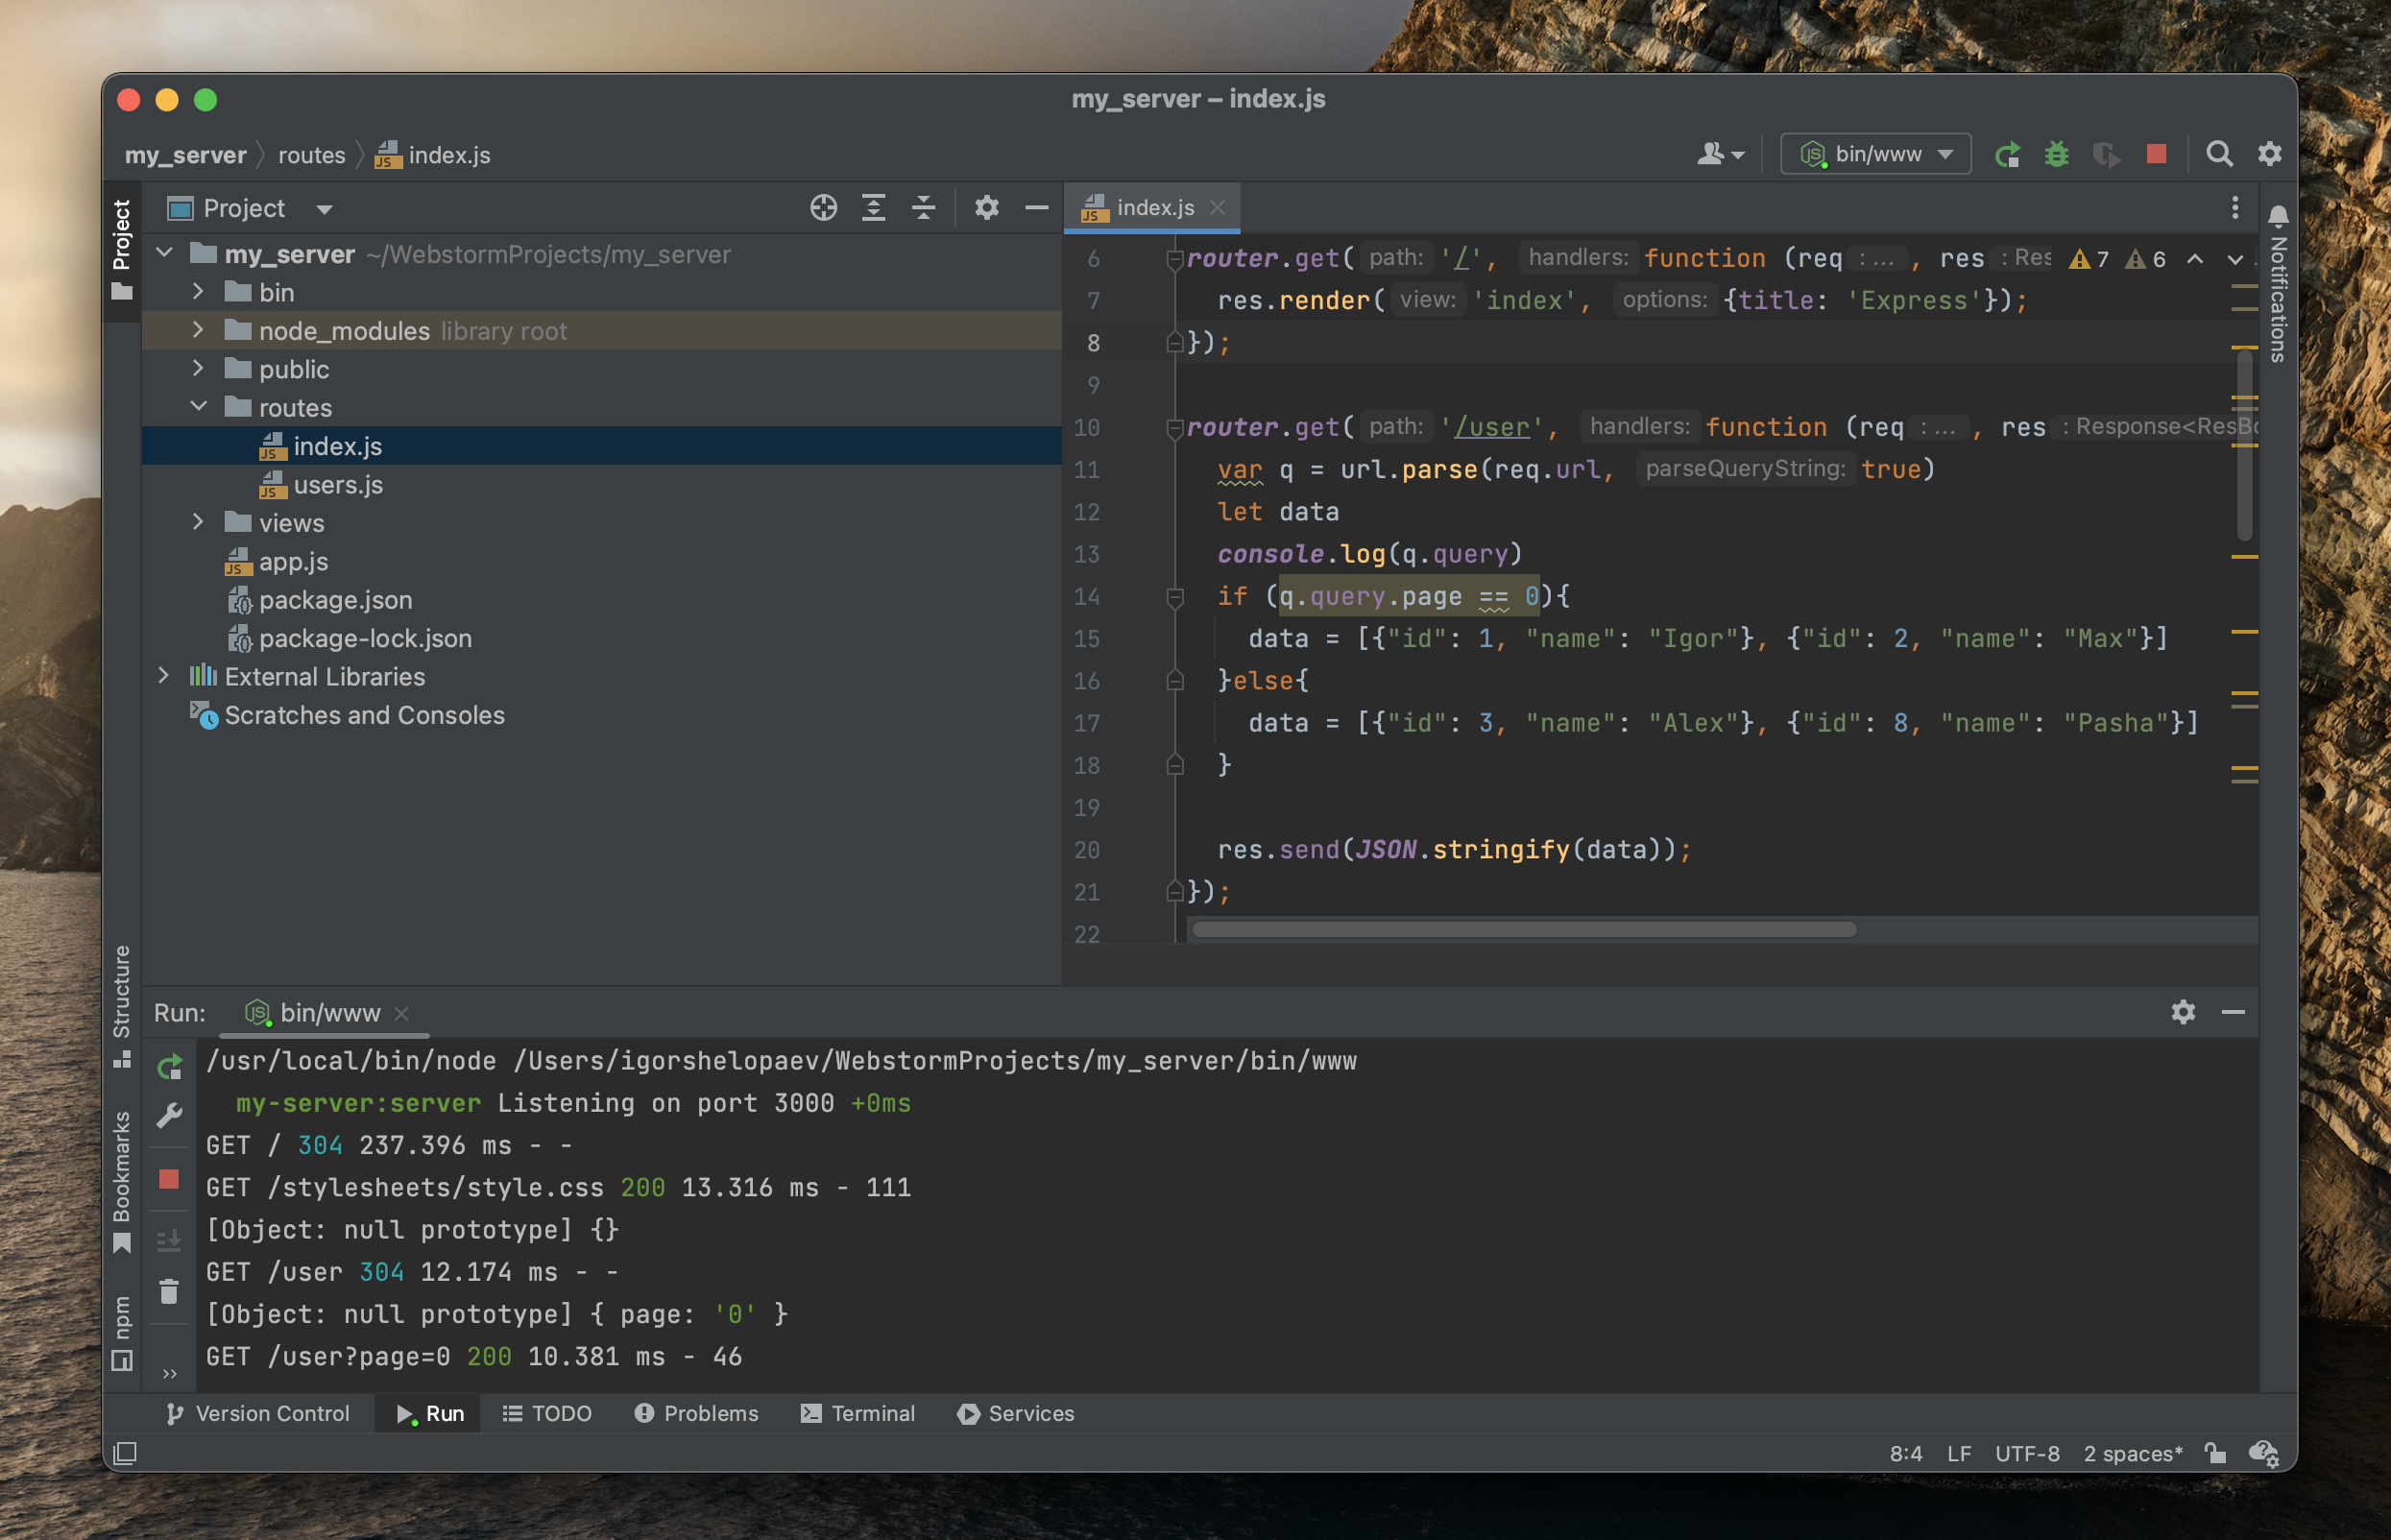 my_server – index.js
my_server routes index.js
bin/www
Project
Project
my_server ~/WebstormProjects/my_server
bin
node_modules library root
public
routes
index.js
users.js
views
app.js
package.json
package-lock.json
External Libraries
Scratches and Consoles
Structure
Bookmarks
npm
index.js
7 6
6 router.get( path: '/', handlers: function (req : ... , res : Res
7 res.render( view: 'index', options: {title: 'Express'});
8 });
9
10 router.get( path: '/user', handlers: function (req : ... , res : Response<ResBo
11 var q = url.parse(req.url, parseQueryString: true)
12 let data
13 console.log(q.query)
14 if (q.query.page == 0){
15 data = [{"id": 1, "name": "Igor"}, {"id": 2, "name": "Max"}]
16 }else{
17 data = [{"id": 3, "name": "Alex"}, {"id": 8, "name": "Pasha"}]
18 }
19
20 res.send(JSON.stringify(data));
21 });
22
Notifications
Run: bin/www
/usr/local/bin/node /Users/igorshelopaev/WebstormProjects/my_server/bin/www
my-server:server Listening on port 3000 +0ms
GET / 304 237.396 ms - -
GET /stylesheets/style.css 200 13.316 ms - 111
[Object: null prototype] {}
GET /user 304 12.174 ms - -
[Object: null prototype] { page: '0' }
GET /user?page=0 200 10.381 ms - 46
Version Control Run TODO Problems Terminal Services
8:4 LF UTF-8 2 spaces*